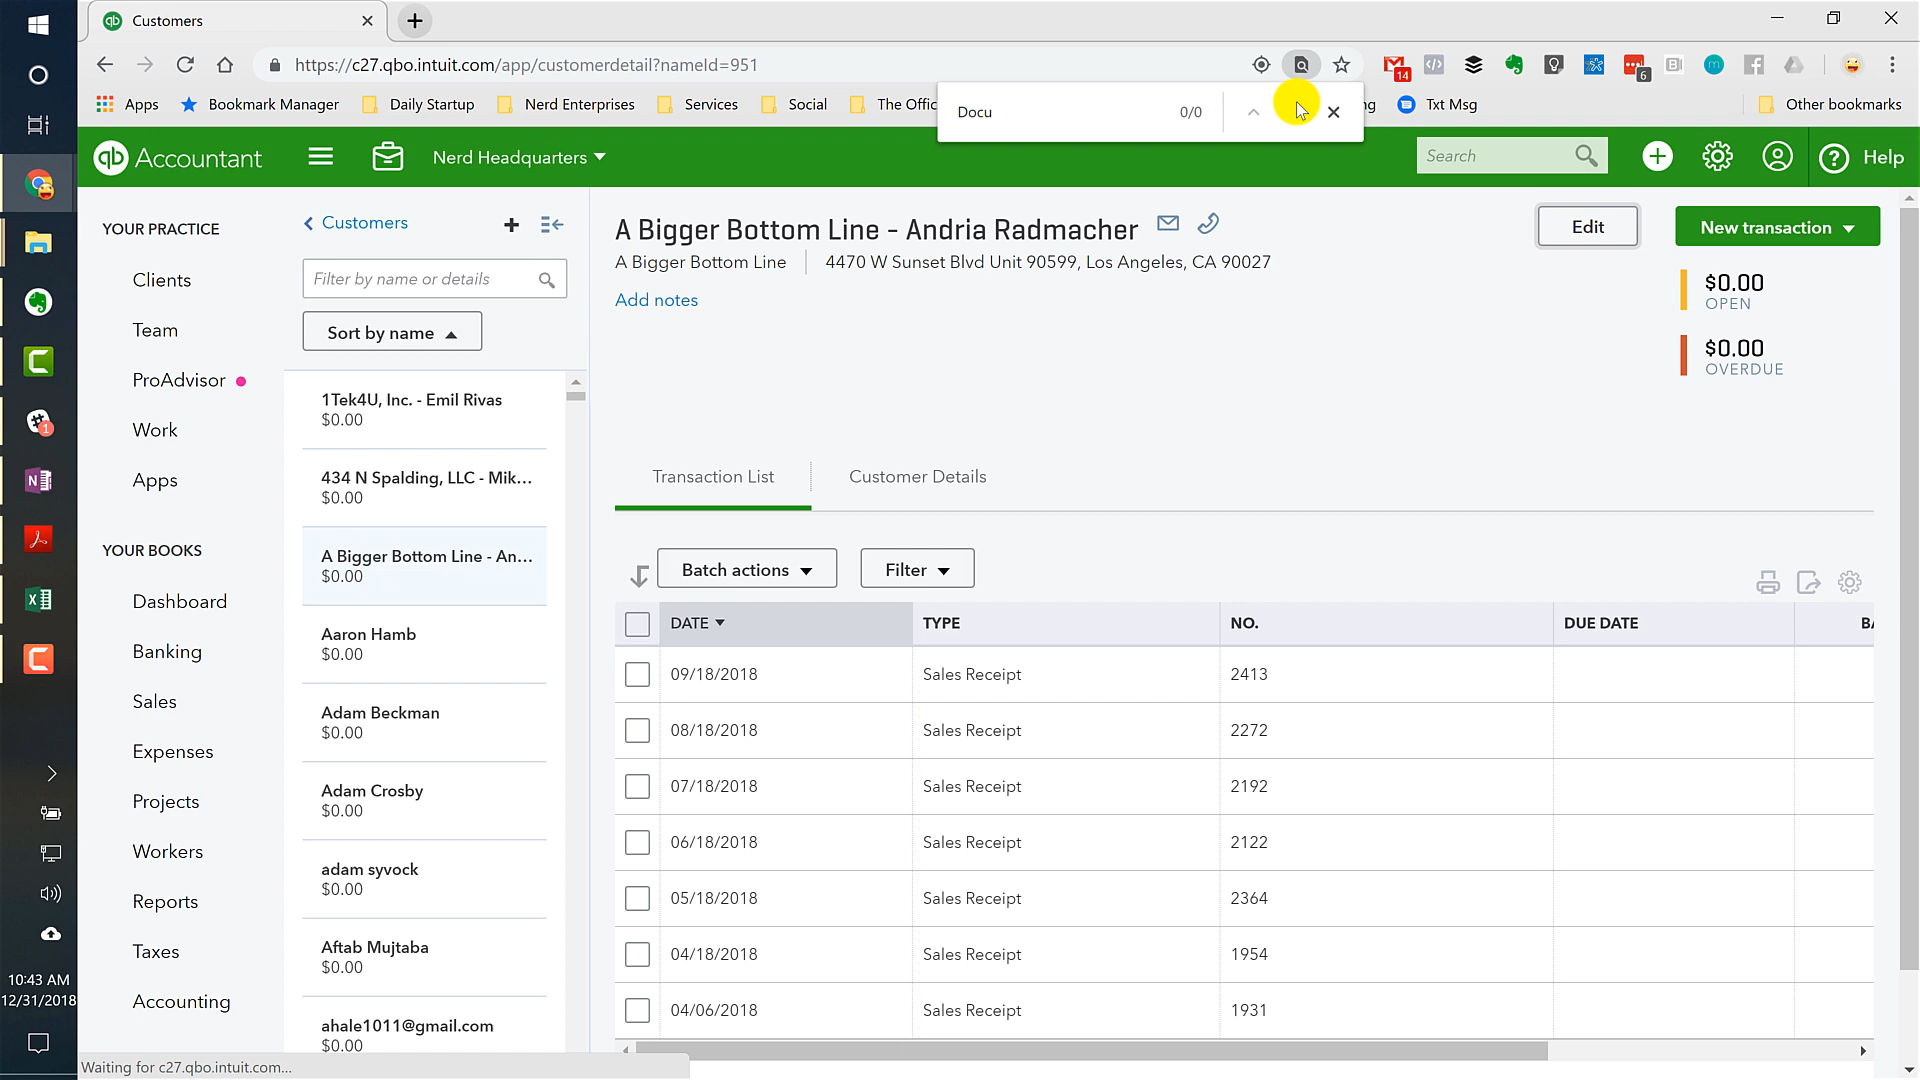 Customers
https://c27.qbo.intuit.com/app/customerdetail?nameId=951
14
6
Apps
Bookmark Manager
Daily Startup
Nerd Enterprises
Services
Social
The Offic
Txt Msg
Other bookmarks
Docu
0/0
qb Accountant
Nerd Headquarters
Search
Help
YOUR PRACTICE
Clients
Team
ProAdvisor
Work
Apps
YOUR BOOKS
Dashboard
Banking
Sales
Expenses
Projects
Workers
Reports
Taxes
Accounting
Customers
Filter by name or details
Sort by name
1Tek4U, Inc. - Emil Rivas
$0.00
434 N Spalding, LLC - Mik...
$0.00
A Bigger Bottom Line - An...
$0.00
Aaron Hamb
$0.00
Adam Beckman
$0.00
Adam Crosby
$0.00
adam syvock
$0.00
Aftab Mujtaba
$0.00
ahale1011@gmail.com
$0.00
A Bigger Bottom Line - Andria Radmacher
A Bigger Bottom Line
4470 W Sunset Blvd Unit 90599, Los Angeles, CA 90027
Add notes
Edit
New transaction
$0.00
OPEN
$0.00
OVERDUE
Transaction List
Customer Details
Batch actions
Filter
DATE TYPE NO. DUE DATE BA
09/18/2018 Sales Receipt 2413
08/18/2018 Sales Receipt 2272
07/18/2018 Sales Receipt 2192
06/18/2018 Sales Receipt 2122
05/18/2018 Sales Receipt 2364
04/18/2018 Sales Receipt 1954
04/06/2018 Sales Receipt 1931
1
10:43 AM
12/31/2018
Waiting for c27.qbo.intuit.com...